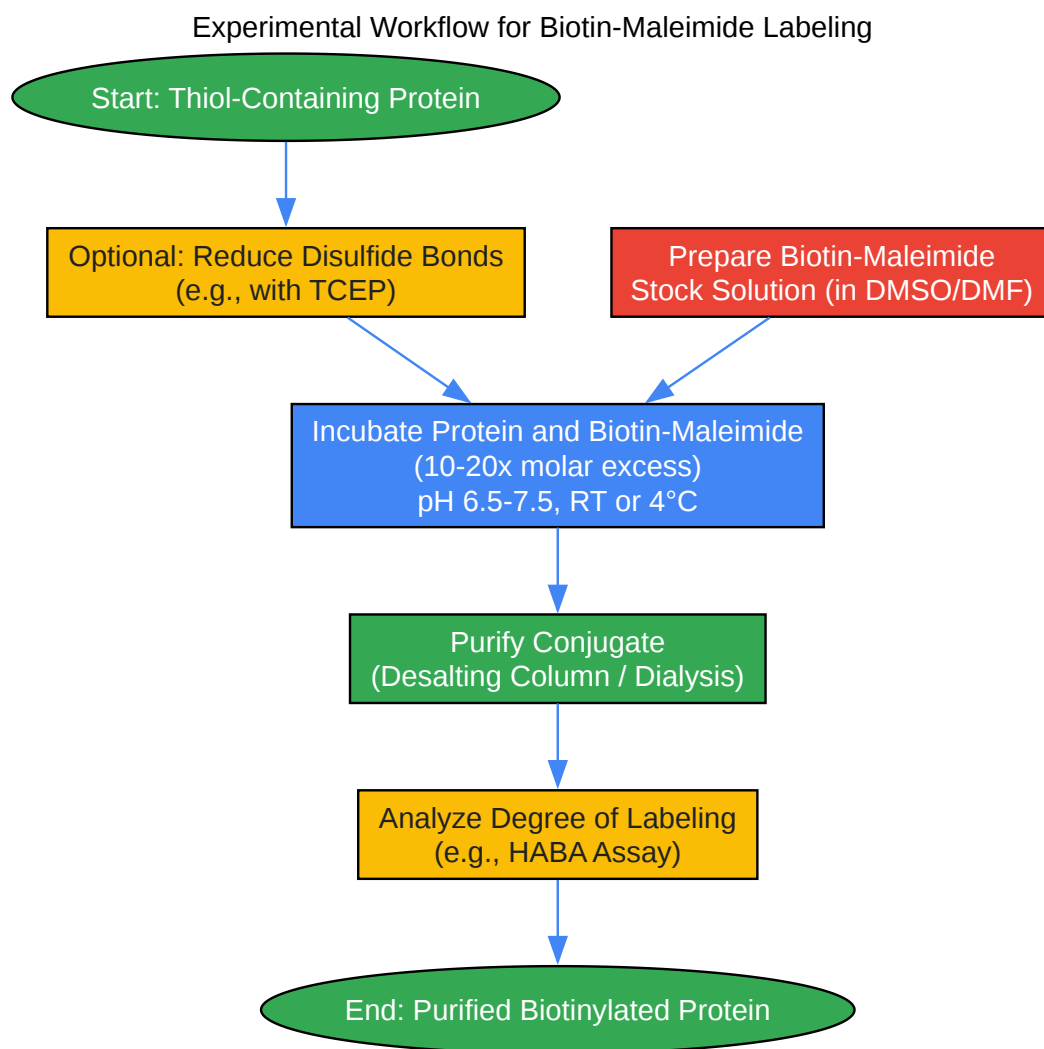 Experimental Workflow for Biotin-Maleimide Labeling
Start: Thiol-Containing Protein
Optional: Reduce Disulfide Bonds
(e.g., with TCEP)
Prepare Biotin-Maleimide
Stock Solution (in DMSO/DMF)
Incubate Protein and Biotin-Maleimide
(10-20x molar excess)
pH 6.5-7.5, RT or 4°C
Purify Conjugate
(Desalting Column / Dialysis)
Analyze Degree of Labeling
(e.g., HABA Assay)
End: Purified Biotinylated Protein